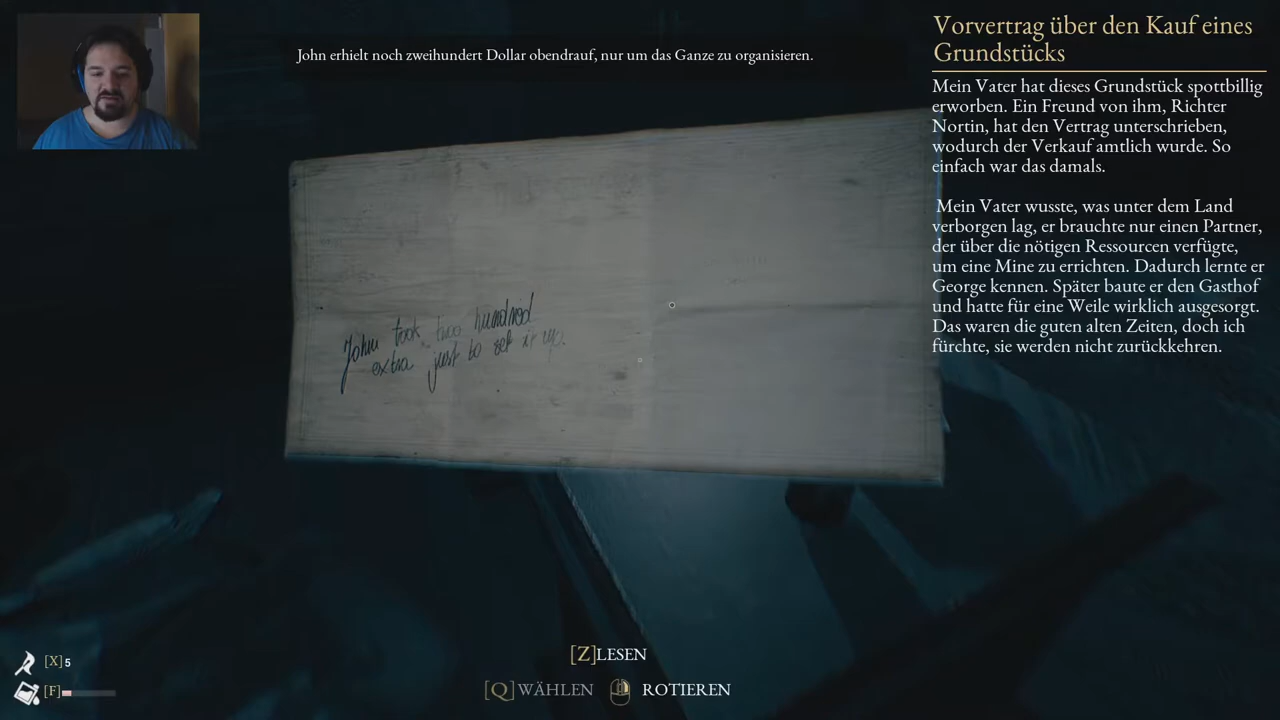 John erhielt noch zweihundert Dollar obendrauf, nur um das Ganze zu organisieren.
Vorvertrag über den Kauf eines
Grundstücks
Mein Vater hat dieses Grundstück spottbillig
erworben. Ein Freund von ihm, Richter
Nortin, hat den Vertrag unterschrieben,
wodurch der Verkauf amtlich wurde. So
einfach war das damals.
Mein Vater wusste, was unter dem Land
verborgen lag, er brauchte nur einen Partner,
der über die nötigen Ressourcen verfügte,
um eine Mine zu errichten. Dadurch lernte er
George kennen. Später baute er den Gasthof
und hatte für eine Weile wirklich ausgesorgt.
Das waren die guten alten Zeiten, doch ich
fürchte, sie werden nicht zurückkehren.
John took two hundred
extra just to set it up.
[Z]LESEN
[Q]WÄHLEN ROTIEREN
[X] 5
[F]